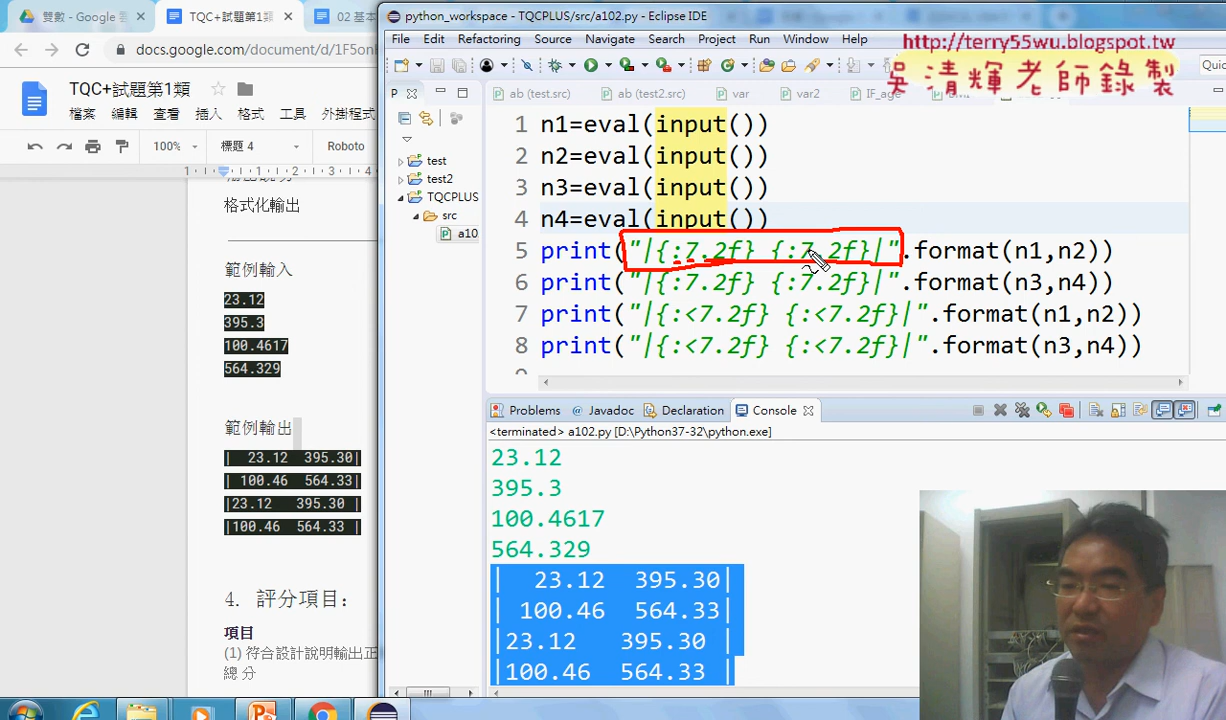 雙數 - Google 雲
TQC+試題第1類
02 基本
docs.google.com/document/d/1F5onl
TQC+試題第1類
檔案 編輯 查看 插入 格式 工具 外掛程式
100% 標題 4 Roboto
格式化輸出
範例輸入
23.12
395.3
100.4617
564.329
範例輸出
|  23.12  395.30|
| 100.46  564.33|
|23.12   395.30 |
|100.46  564.33 |
4. 評分項目:
項目
(1) 符合設計說明輸出正
總 分
python_workspace - TQCPLUS/src/a102.py - Eclipse IDE
File Edit Refactoring Source Navigate Search Project Run Window Help
http://terry55wu.blogspot.tw
吳清輝老師錄製
Quic
P
ab (test.src) ab (test2.src) var var2 IF_age
test
test2
TQCPLUS
src
a10
1 n1=eval(input())
2 n2=eval(input())
3 n3=eval(input())
4 n4=eval(input())
5 print("|{:7.2f} {:7.2f}|".format(n1,n2))
6 print("|{:7.2f} {:7.2f}|".format(n3,n4))
7 print("|{:<7.2f} {:<7.2f}|".format(n1,n2))
8 print("|{:<7.2f} {:<7.2f}|".format(n3,n4))
Problems @ Javadoc Declaration Console
<terminated> a102.py [D:\Python37-32\python.exe]
23.12
395.3
100.4617
564.329
|  23.12  395.30|
| 100.46  564.33|
|23.12   395.30 |
|100.46  564.33 |